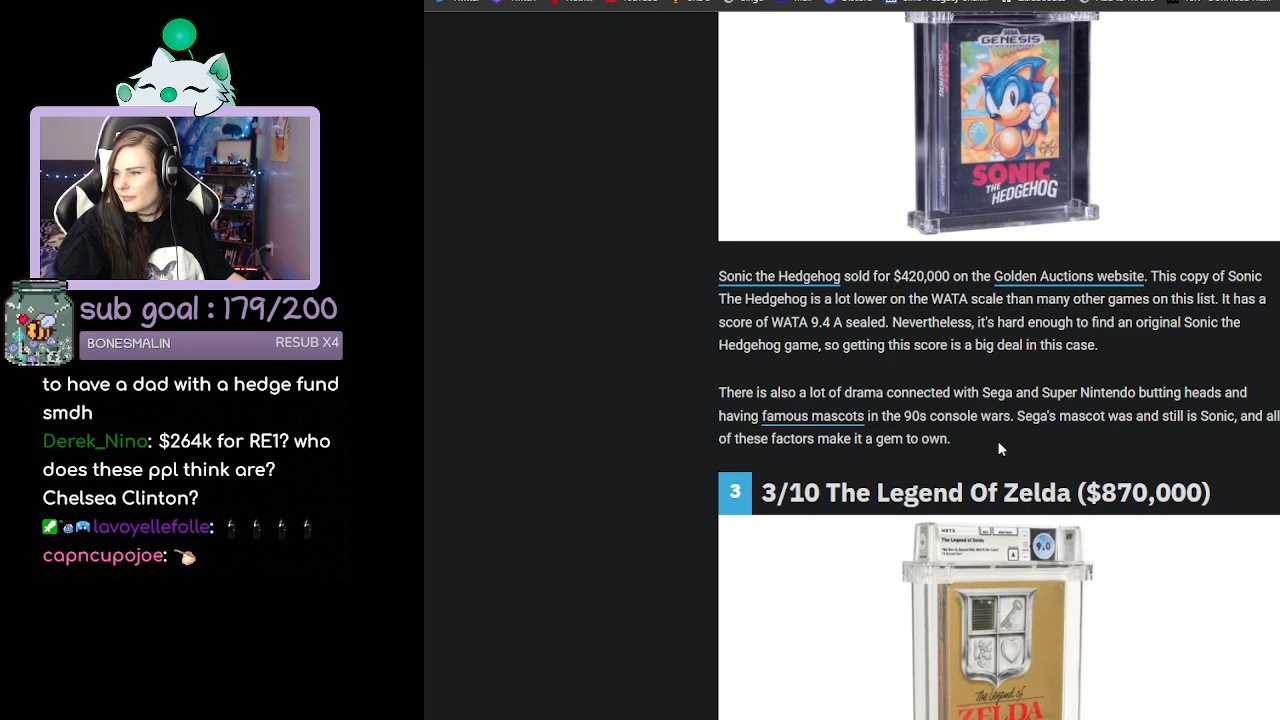 SEGA
GENESIS
SONIC
THE
HEDGEHOG
sub goal : 179/200
BONESMALIN RESUB X4
to have a dad with a hedge fund
smdh
Derek_Nino: $264k for RE1? who
does these ppl think are?
Chelsea Clinton?
lavoyellefolle:
capncupojoe:
Sonic the Hedgehog sold for $420,000 on the Golden Auctions website. This copy of Sonic
The Hedgehog is a lot lower on the WATA scale than many other games on this list. It has a
score of WATA 9.4 A sealed. Nevertheless, it's hard enough to find an original Sonic the
Hedgehog game, so getting this score is a big deal in this case.
There is also a lot of drama connected with Sega and Super Nintendo butting heads and
having famous mascots in the 90s console wars. Sega's mascot was and still is Sonic, and all
of these factors make it a gem to own.
3 3/10 The Legend Of Zelda ($870,000)
The Legend of Zelda
A
9.0
The Legend of
ZELDA